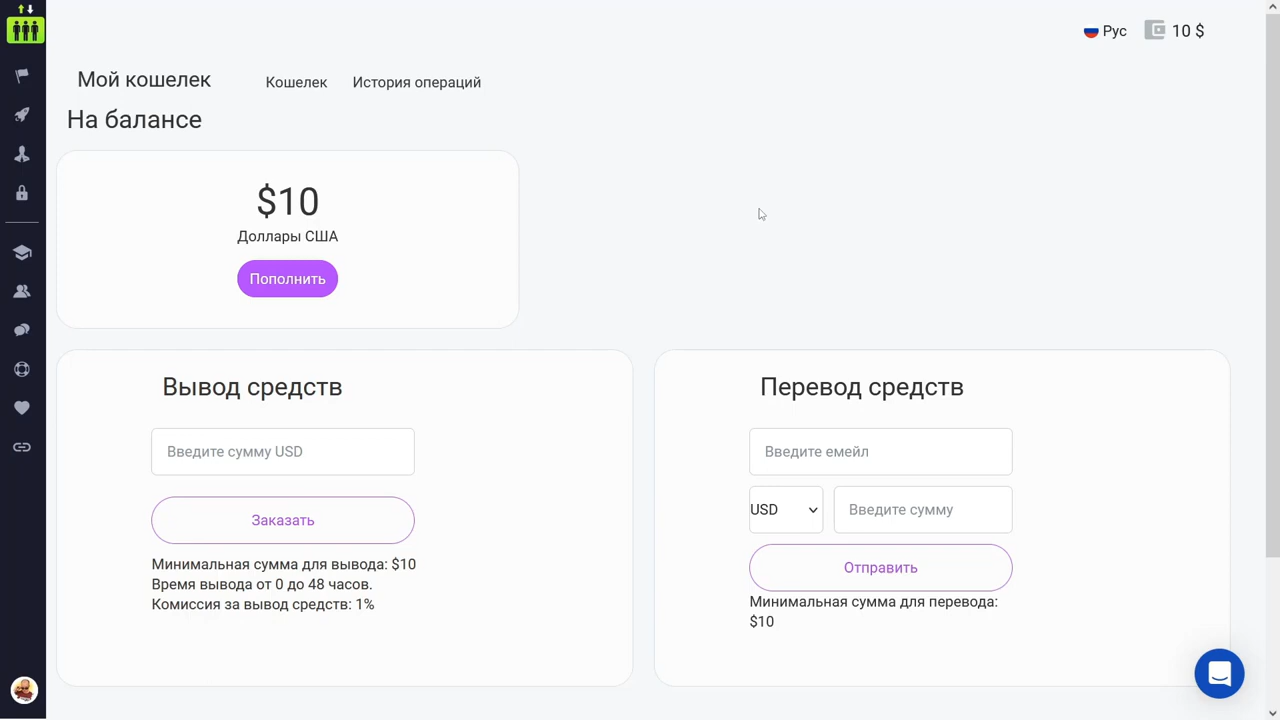 Рус
10 $
Мой кошелек
Кошелек
История операций
На балансе
$10
Доллары США
Пополнить
Вывод средств
Введите сумму USD
Заказать
Минимальная сумма для вывода: $10
Время вывода от 0 до 48 часов.
Комиссия за вывод средств: 1%
Перевод средств
Введите емейл
USD
Введите сумму
Отправить
Минимальная сумма для перевода:
$10